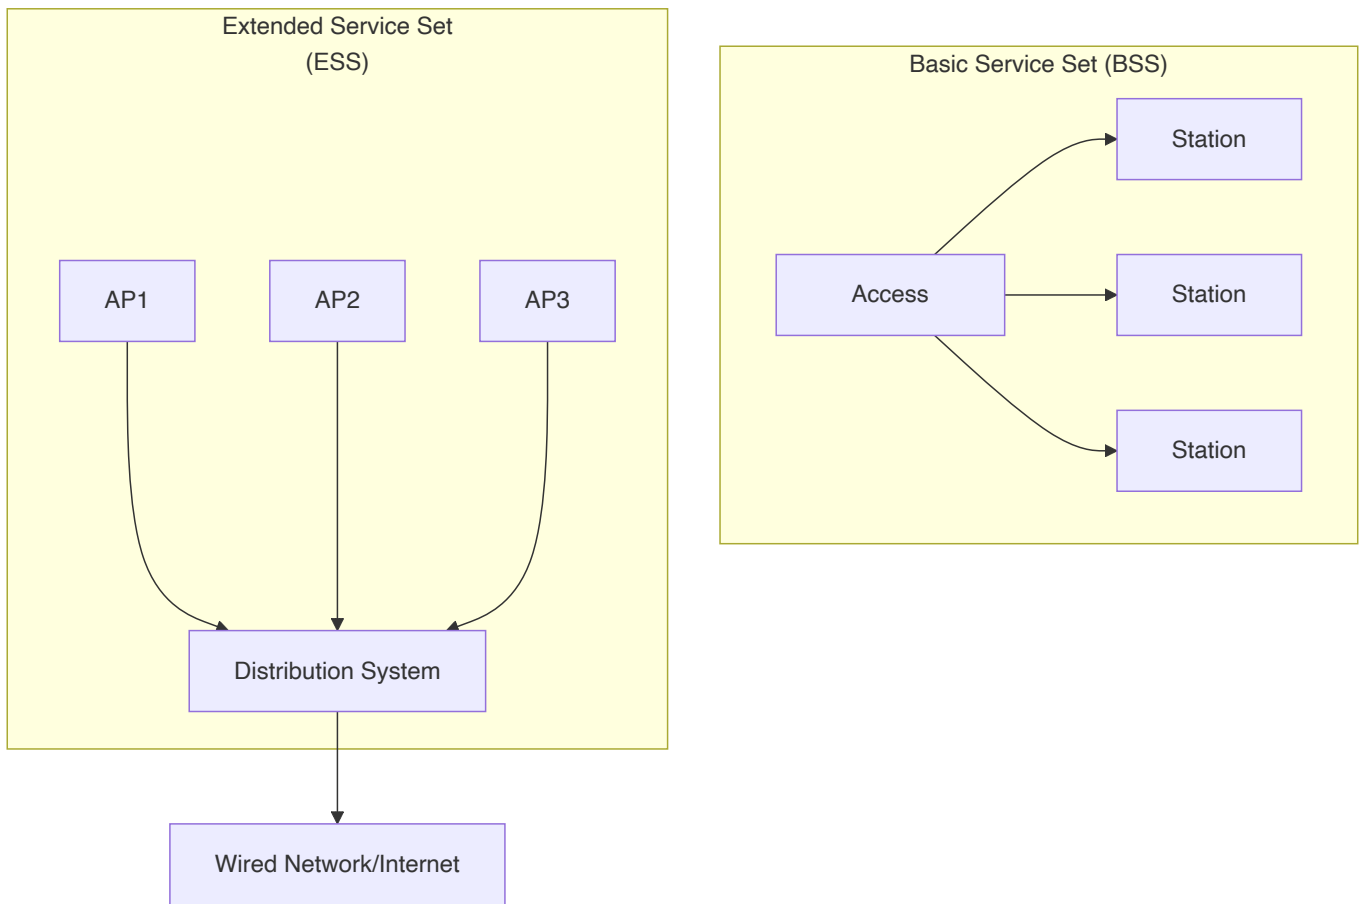 Extended Service Set
(ESS)
AP1
AP2
AP3
Distribution System
Wired Network/Internet
Basic Service Set (BSS)
Station
Access
Station
Station